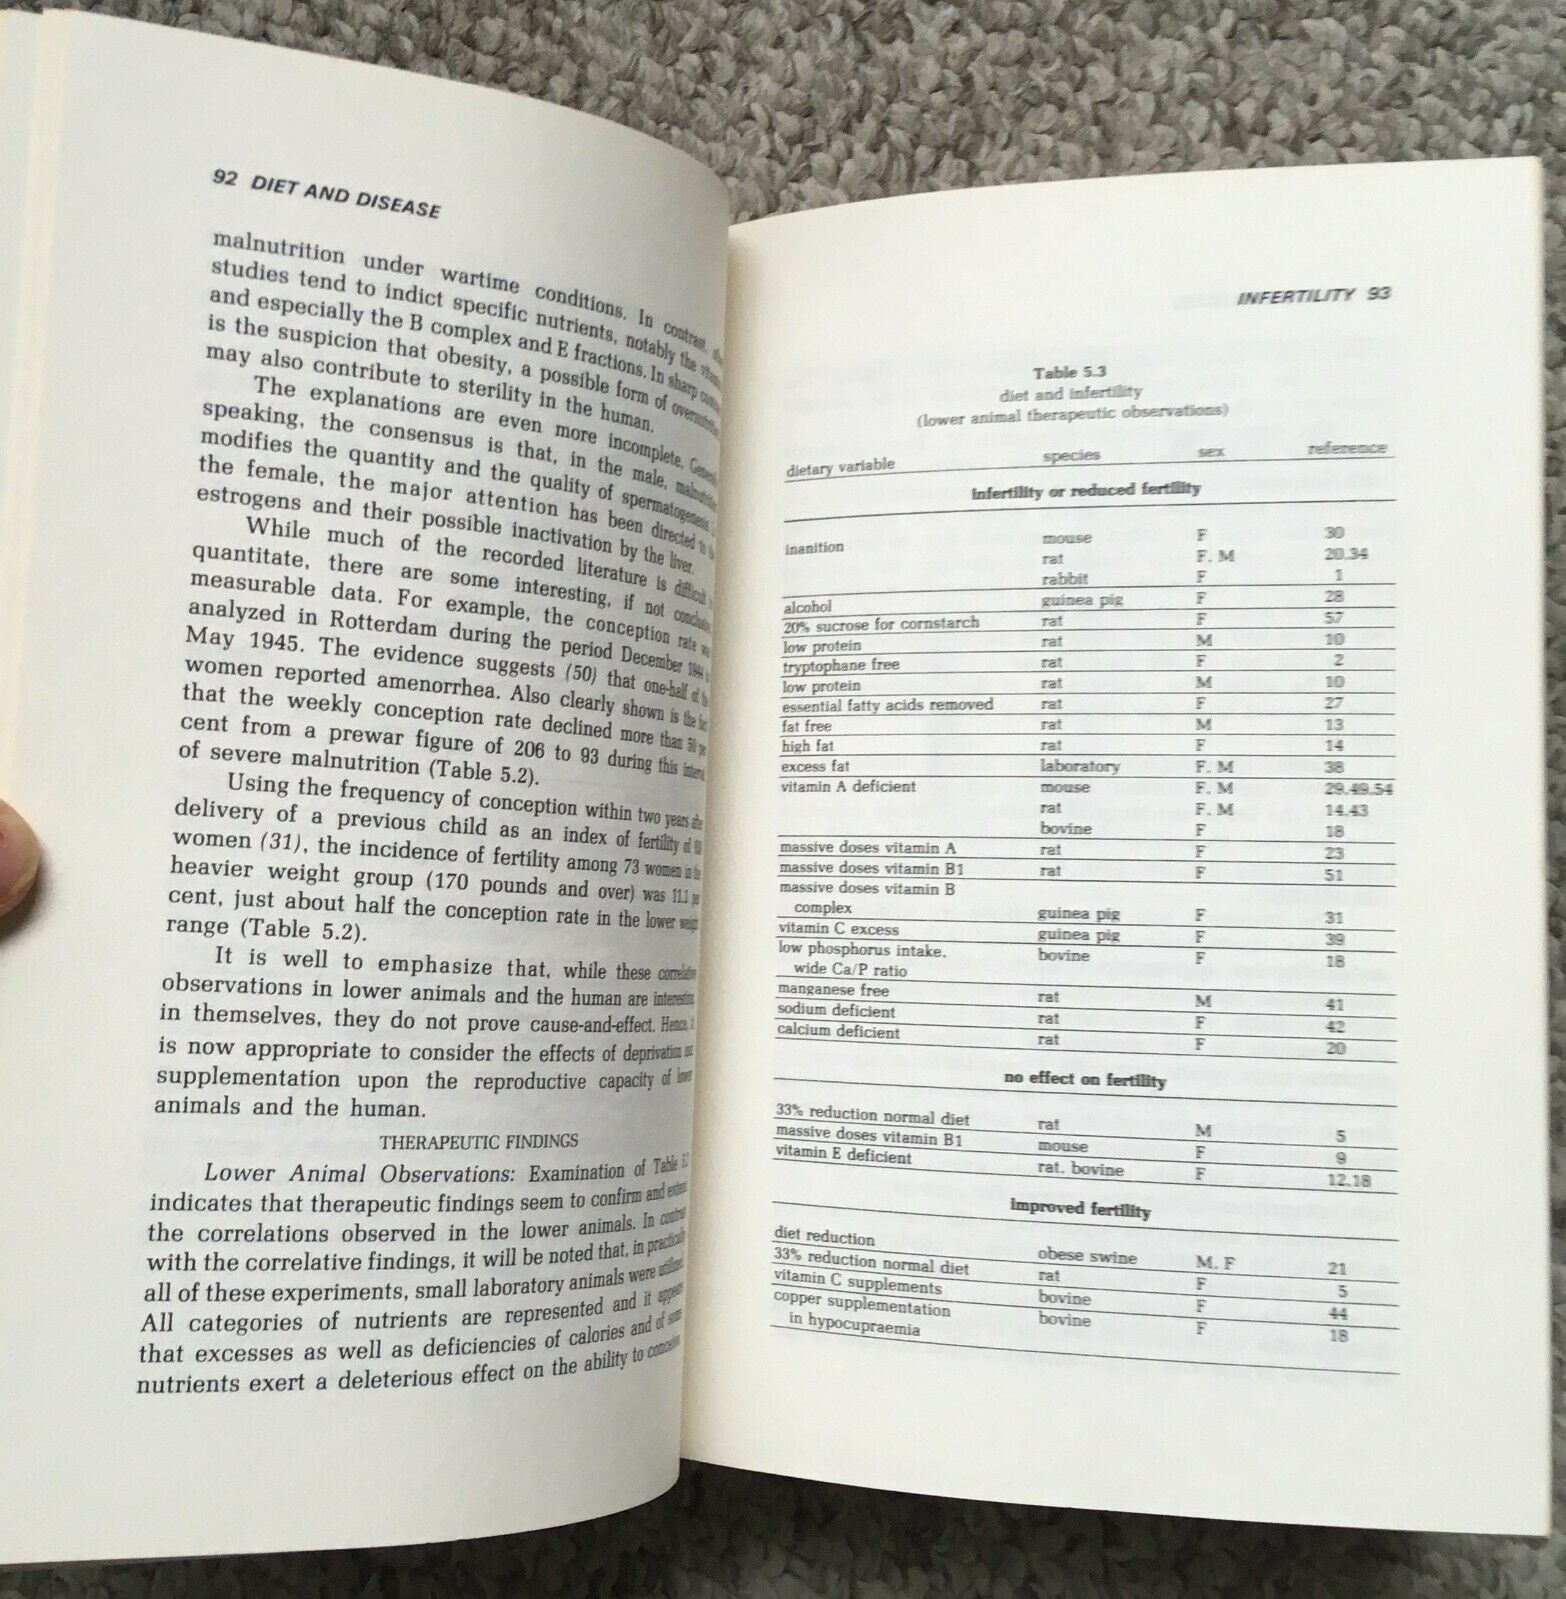 92 DIET AND DISEASE
malnutrition under wartime conditions. In contrast,
studies tend to indict specific nutrients, notably the
and especially the B complex and E fractions. In sharp
is the suspicion that obesity, a possible form of
may also contribute to sterility in the human.
The explanations are even more incomplete.
speaking, the consensus is that, in the male,
modifies the quantity and the quality of spermatogenesis.
the female, the major attention has been directed to
estrogens and their possible inactivation by the liver.
While much of the recorded literature is difficult
quantitate, there are some interesting, if not
measurable data. For example, the conception rate
analyzed in Rotterdam during the period December 1944
May 1945. The evidence suggests (50) that one-half of
women reported amenorrhea. Also clearly shown is the
that the weekly conception rate declined more than 50
cent from a prewar figure of 206 to 93 during this
of severe malnutrition (Table 5.2).
Using the frequency of conception within two years
delivery of a previous child as an index of fertility of
women (31), the incidence of fertility among 73 women in the
heavier weight group (170 pounds and over) was 11.1 per
cent, just about half the conception rate in the lower weight
range (Table 5.2).
It is well to emphasize that, while these correlative
observations in lower animals and the human are interesting
in themselves, they do not prove cause-and-effect. Hence,
is now appropriate to consider the effects of deprivation and
supplementation upon the reproductive capacity of lower
animals and the human.
THERAPEUTIC FINDINGS
Lower Animal Observations: Examination of Table
indicates that therapeutic findings seem to confirm and extend
the correlations observed in the lower animals. In contrast
with the correlative findings, it will be noted that, in practically
all of these experiments, small laboratory animals were utilized.
All categories of nutrients are represented and it appears
that excesses as well as deficiencies of calories and of
nutrients exert a deleterious effect on the ability to conceive
INFERTILITY 93
Table 5.3
diet and infertility
(lower animal therapeutic observations)
dietary variable species sex reference
infertility or reduced fertility
inanition mouse F 30
rat F. M 20.34
rabbit F 1
alcohol guinea pig F 28
20% sucrose for cornstarch rat F 57
low protein rat M 10
tryptophane free rat F 2
low protein rat M 10
essential fatty acids removed rat F 27
fat free rat M 13
high fat rat F 14
excess fat laboratory F. M 38
vitamin A deficient mouse F. M 29.49.54
rat F. M 14.43
bovine F 18
massive doses vitamin A rat F 23
massive doses vitamin B1 rat F 51
massive doses vitamin B
complex guinea pig F 31
vitamin C excess guinea pig F 39
low phosphorus intake. bovine F 18
wide Ca/P ratio
manganese free rat M 41
sodium deficient rat F 42
calcium deficient rat F 20
no effect on fertility
33% reduction normal diet rat M 5
massive doses vitamin B1 mouse F 9
vitamin E deficient rat. bovine F 12.18
improved fertility
diet reduction obese swine M. F 21
33% reduction normal diet rat F 5
vitamin C supplements bovine F 44
copper supplementation bovine F 18
in hypocupraemia